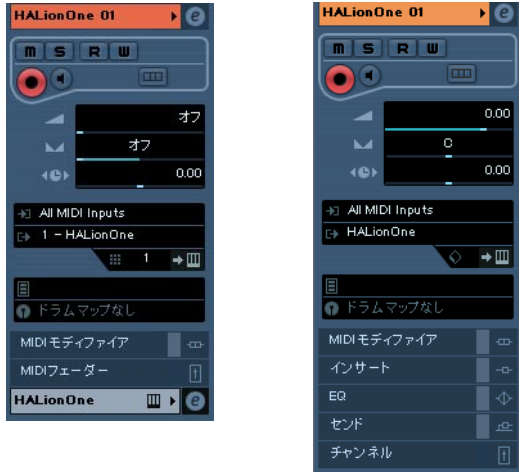 HALionOne 01
m S R W
オフ
オフ
0.00
All MIDI Inputs
1 - HALionOne
1
ドラムマップなし
MIDIモディファイア
MIDIフェーダー
HALionOne
HALionOne 01
m S R W
0.00
C
0.00
All MIDI Inputs
HALionOne
ドラムマップなし
MIDIモディファイア
インサート
EQ
センド
チャンネル